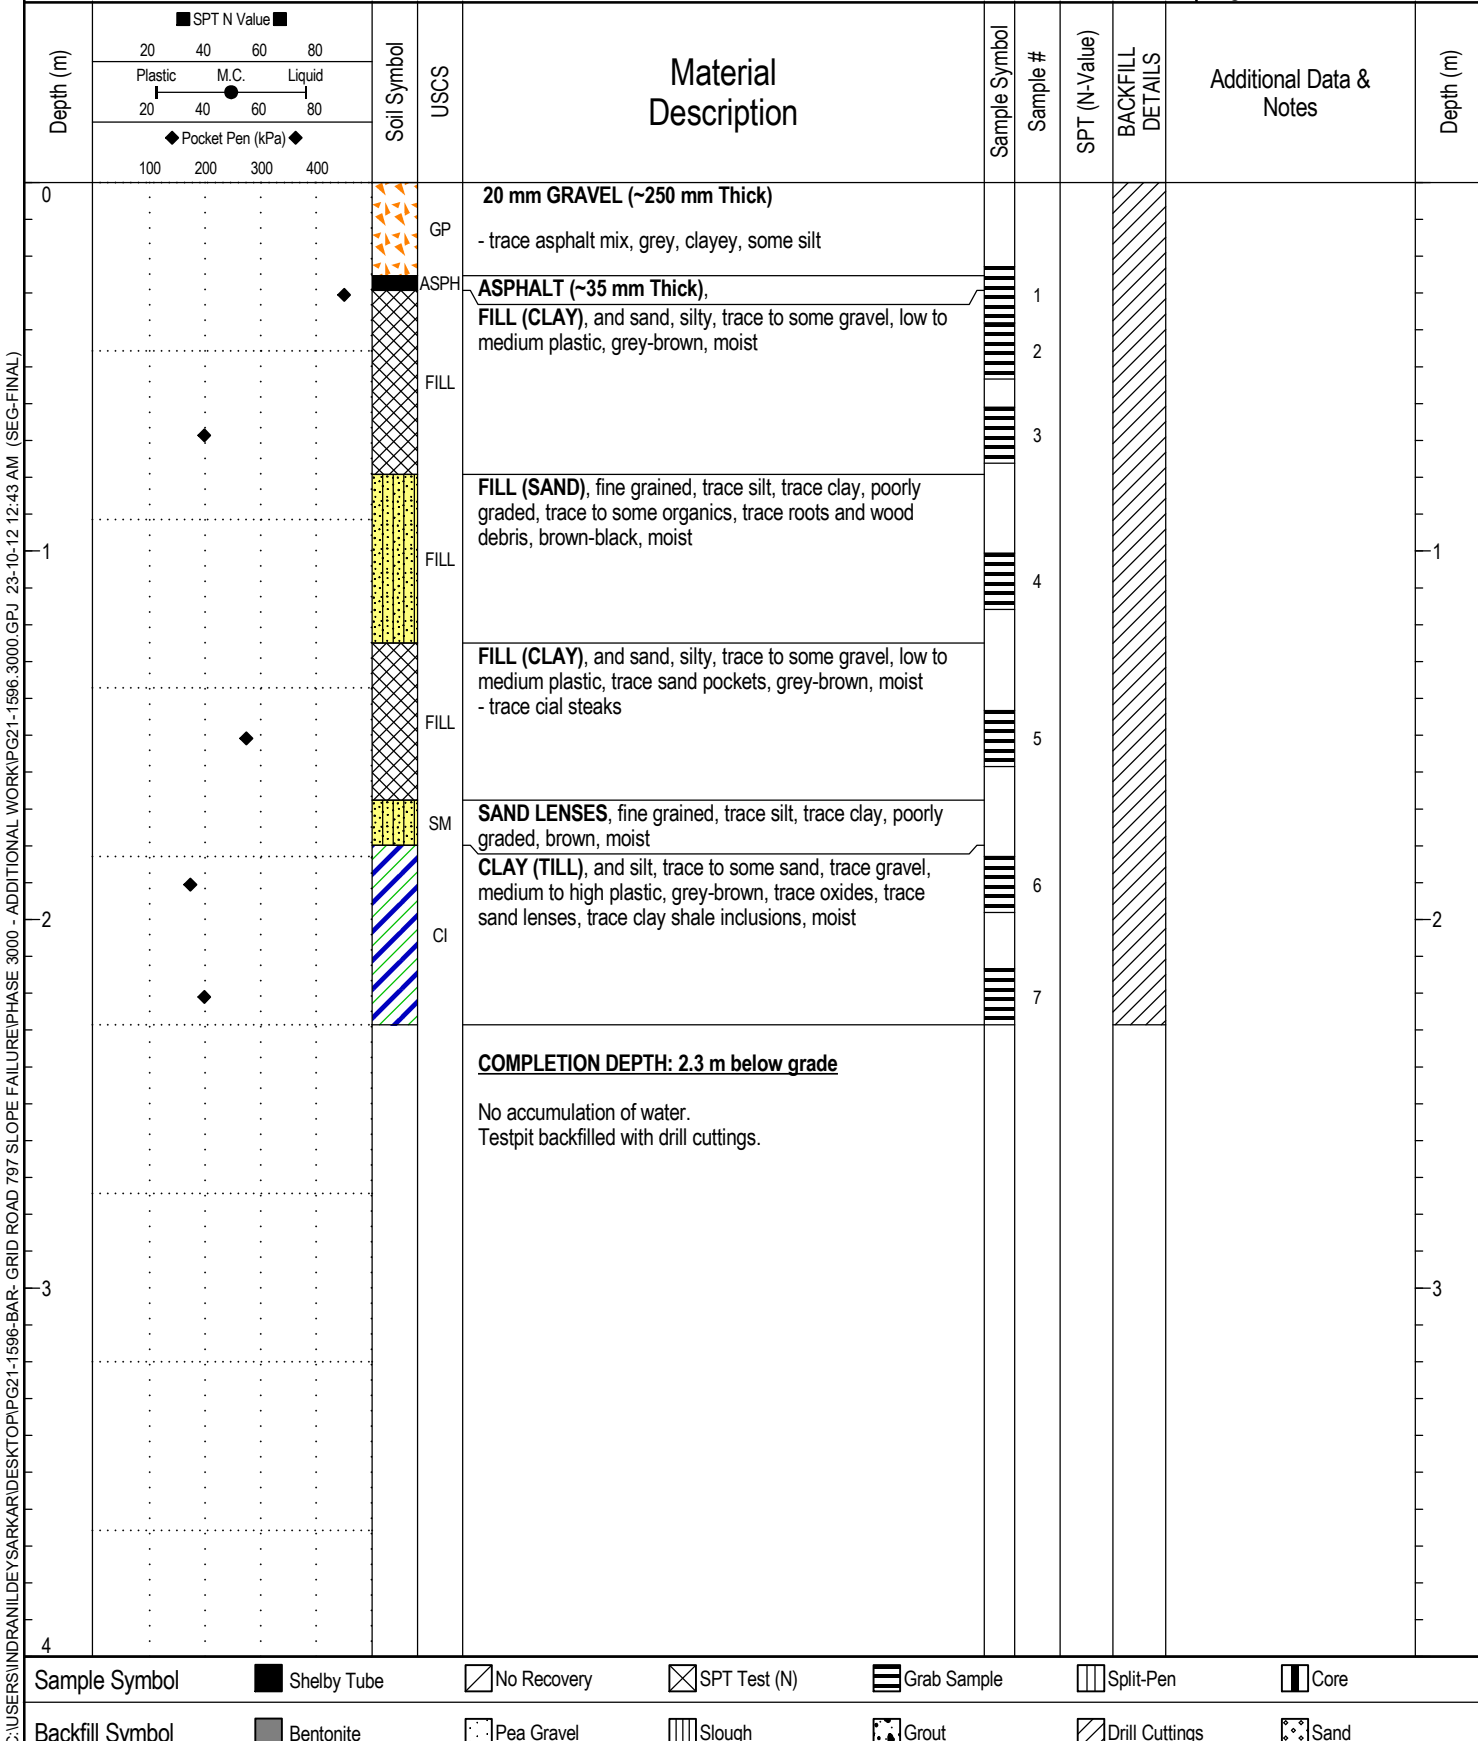 SPT N Value
20 40 60 80
Plastic M.C. Liquid
20 40 60 80
Pocket Pen (kPa)
100 200 300 400
Depth (m)
Soil Symbol
USCS
Material
Description
Sample Symbol
Sample #
SPT (N-Value)
BACKFILL
DETAILS
Additional Data &
Notes
Depth (m)
0
20 mm GRAVEL (~250 mm Thick)
GP
- trace asphalt mix, grey, clayey, some silt
ASPH
ASPHALT (~35 mm Thick),
1
FILL (CLAY), and sand, silty, trace to some gravel, low to
medium plastic, grey-brown, moist
2
FILL
3
FILL (SAND), fine grained, trace silt, trace clay, poorly
graded, trace to some organics, trace roots and wood
debris, brown-black, moist
1
FILL
1
4
FILL (CLAY), and sand, silty, trace to some gravel, low to
medium plastic, trace sand pockets, grey-brown, moist
- trace cial steaks
FILL
5
SAND LENSES, fine grained, trace silt, trace clay, poorly
SM
graded, brown, moist
CLAY (TILL), and silt, trace to some sand, trace gravel,
medium to high plastic, grey-brown, trace oxides, trace
6
sand lenses, trace clay shale inclusions, moist
2
2
CI
7
COMPLETION DEPTH: 2.3 m below grade
No accumulation of water.
Testpit backfilled with drill cuttings.
3
3
4
Sample Symbol
Shelby Tube
No Recovery
SPT Test (N)
Grab Sample
Split-Pen
Core
Backfill Symbol
Bentonite
Pea Gravel
Slough
Grout
Drill Cuttings
Sand
C:\USERS\INDRANILDEYSARKAR\DESKTOP\PG21-1596-BAR- GRID ROAD 797 SLOPE FAILURE\PHASE 3000 - ADDITIONAL WORK\PG21-1596.3000.GPJ 23-10-12 12:43 AM (SEG-FINAL)